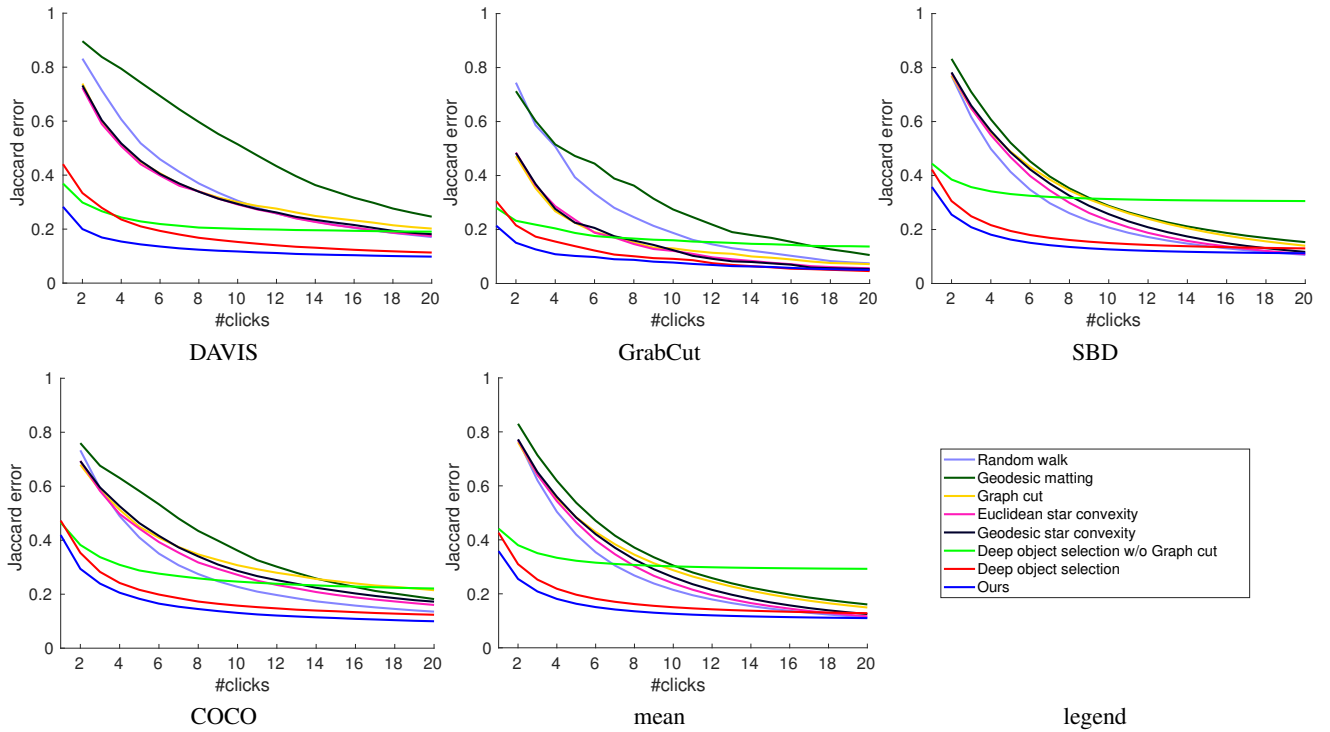 1
0.8
0.6
0.4
0.2
0
2 4 6 8 10 12 14 16 18 20
Jaccard error
#clicks
DAVIS
1
0.8
0.6
0.4
0.2
0
2 4 6 8 10 12 14 16 18 20
Jaccard error
#clicks
GrabCut
1
0.8
0.6
0.4
0.2
0
2 4 6 8 10 12 14 16 18 20
Jaccard error
#clicks
SBD
1
0.8
0.6
0.4
0.2
0
2 4 6 8 10 12 14 16 18 20
Jaccard error
#clicks
COCO
1
0.8
0.6
0.4
0.2
0
2 4 6 8 10 12 14 16 18 20
Jaccard error
#clicks
mean
Random walk
Geodesic matting
Graph cut
Euclidean star convexity
Geodesic star convexity
Deep object selection w/o Graph cut
Deep object selection
Ours
legend